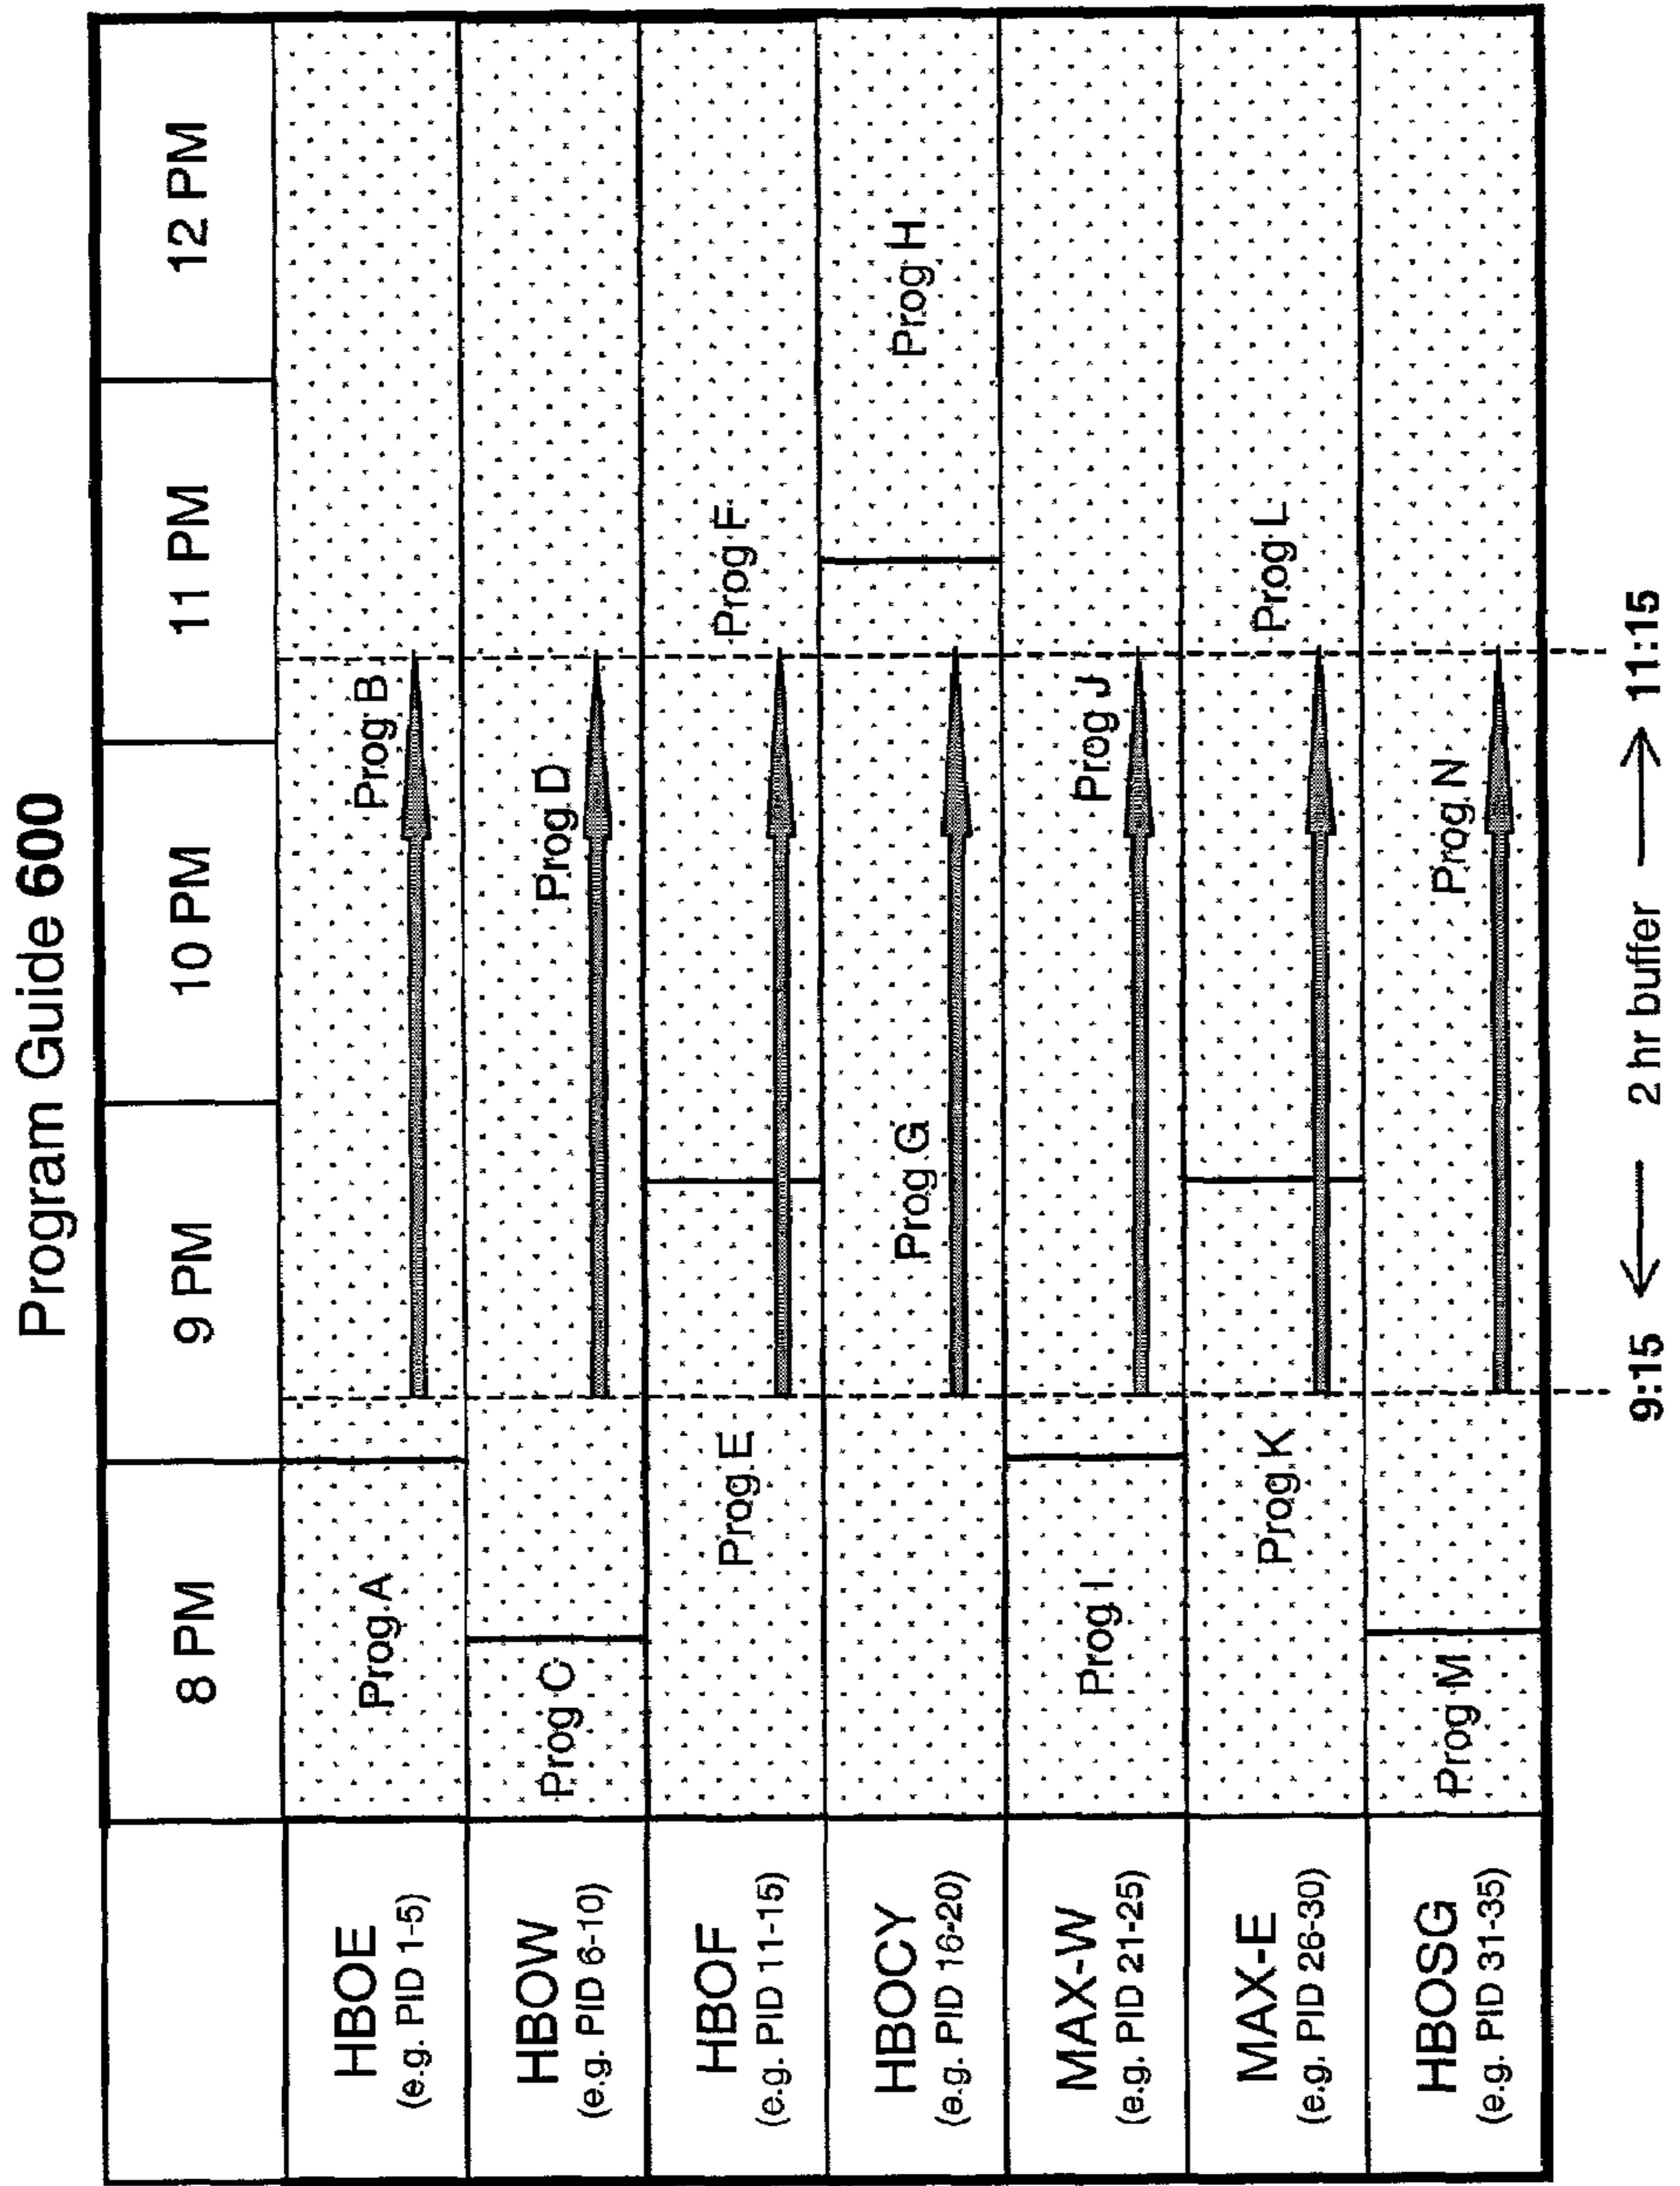 Program Guide 600
8 PM
9 PM
10 PM
11 PM
12 PM
HBOE
(e.g. PID 1-5)
Prog A
Prog B
HBOW
(e.g. PID 6-10)
Prog C
Prog D
HBOF
(e.g. PID 11-15)
Prog E
Prog F
HBOCY
(e.g. PID 16-20)
Prog G
Prog H
MAX-W
(e.g. PID 21-25)
Prog I
Prog J
MAX-E
(e.g. PID 26-30)
Prog K
Prog L
HBOSG
(e.g. PID 31-35)
Prog M
Prog N
9:15
2 hr buffer
11:15